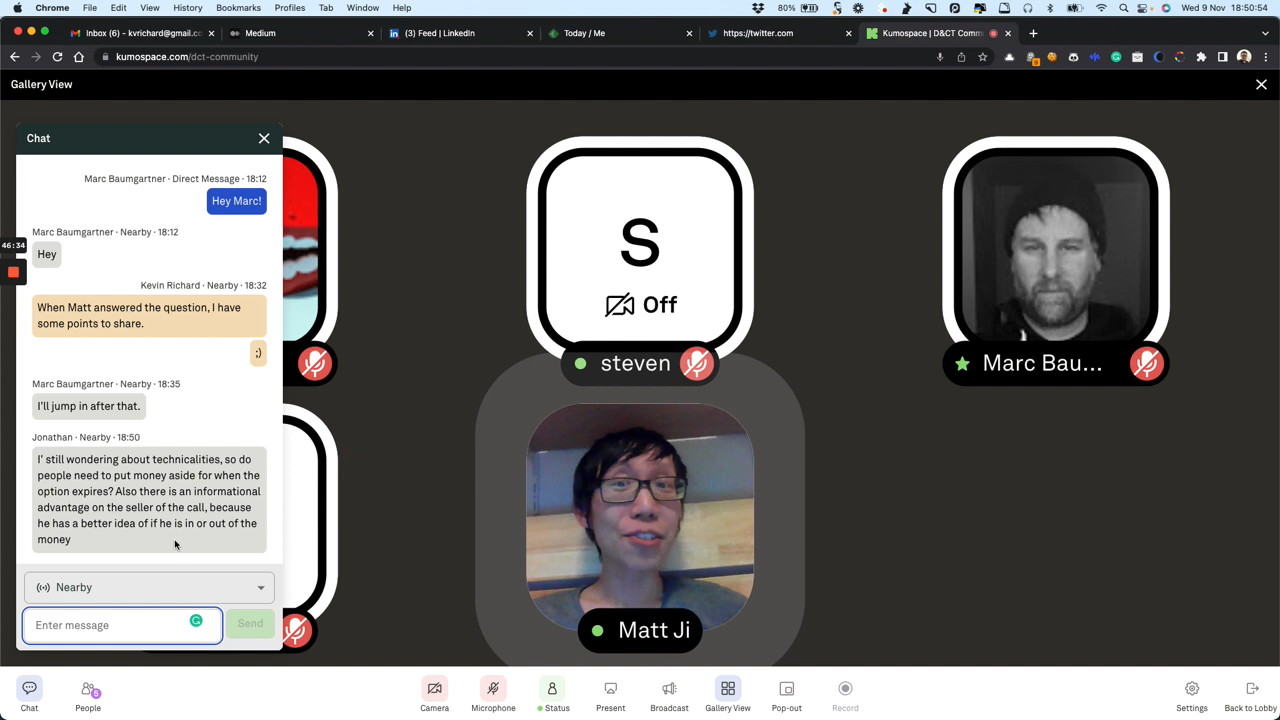 Chrome File Edit View History Bookmarks Profiles Tab Window Help 80% Wed 9 Nov 18:50:54
Inbox (6) - kvrichard@gmail.co Medium (3) Feed | LinkedIn Today / Me https://twitter.com Kumospace | D&CT Comm
kumospace.com/dct-community
Gallery View
Chat
Marc Baumgartner · Direct Message · 18:12
Hey Marc!
Marc Baumgartner · Nearby · 18:12
Hey
46:34
Kevin Richard · Nearby · 18:32
When Matt answered the question, I have
some points to share.
;)
Marc Baumgartner · Nearby · 18:35
I'll jump in after that.
Jonathan · Nearby · 18:50
I' still wondering about technicalities, so do
people need to put money aside for when the
option expires? Also there is an informational
advantage on the seller of the call, because
he has a better idea of if he is in or out of the
money
Nearby
Enter message
Send
S
Off
steven
Marc Bau...
Matt Ji
5
Chat People Camera Microphone Status Present Broadcast Gallery View Pop-out Record Settings Back to Lobby